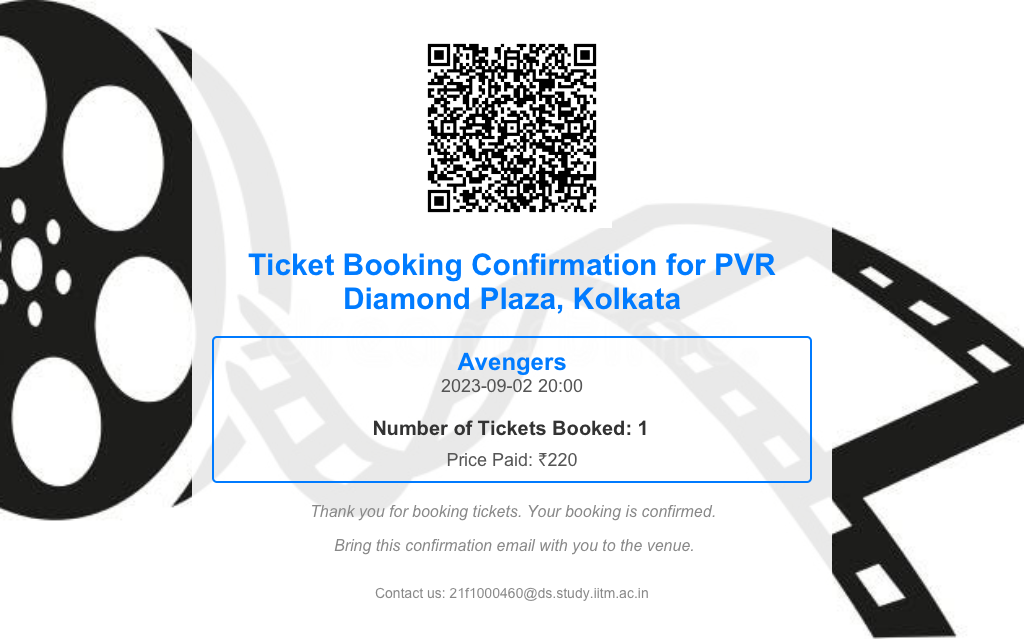 Ticket Booking Confirmation for PVR
Diamond Plaza, Kolkata
Avengers
2023-09-02 20:00
Number of Tickets Booked: 1
Price Paid: ₹220
Thank you for booking tickets. Your booking is confirmed.
Bring this confirmation email with you to the venue.
Contact us: 21f1000460@ds.study.iitm.ac.in